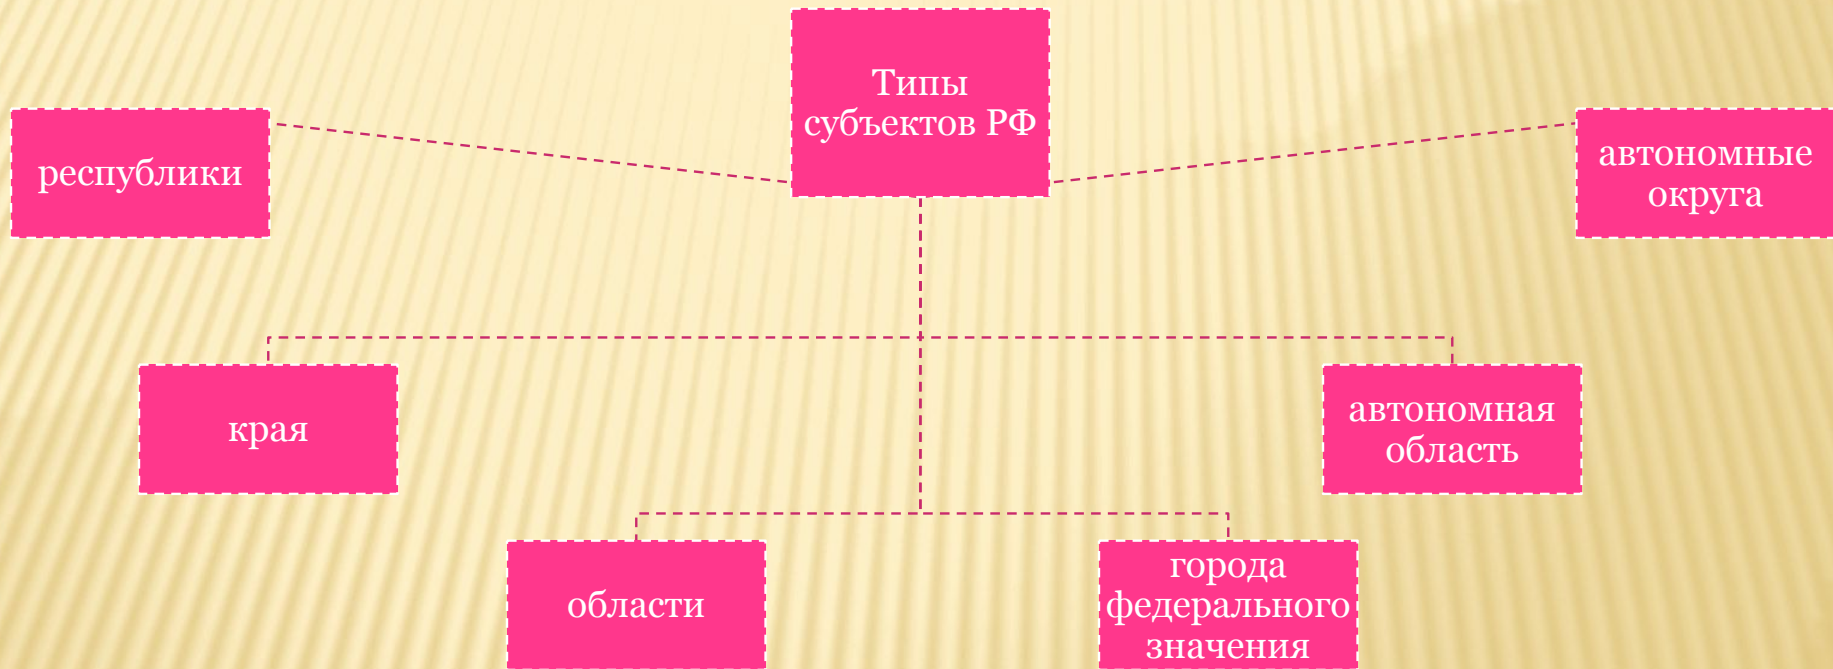 Типы
субъектов РФ
республики
автономные
округа
края
автономная
область
области
города
федерального
значения